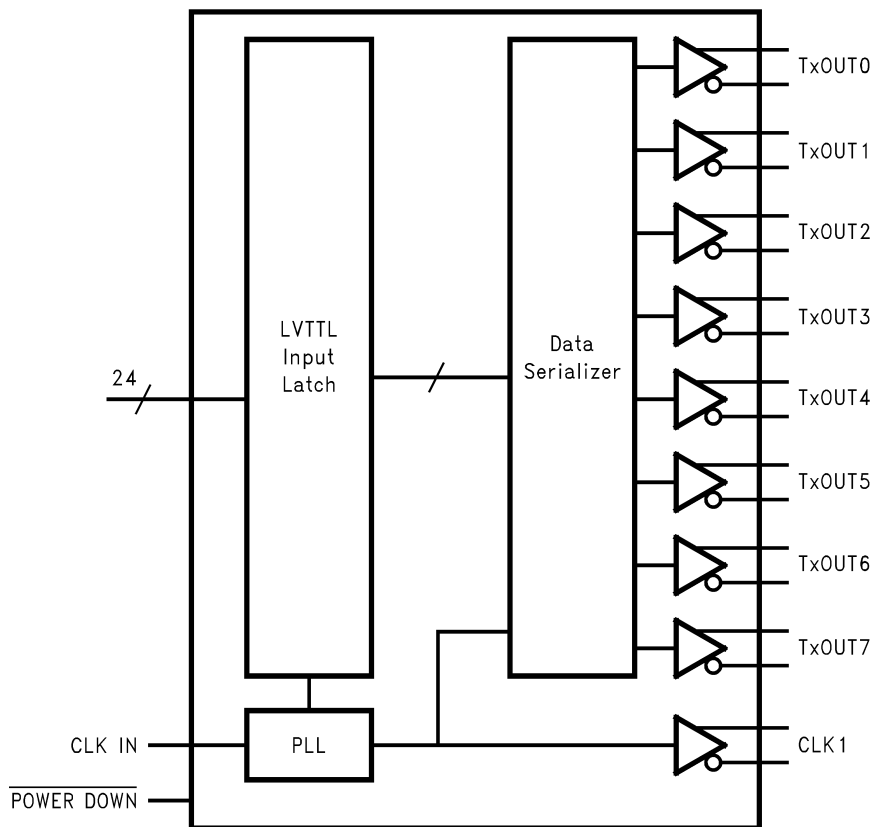 TxOUT0
TxOUT1
TxOUT2
LVTTL
Input
Latch
Data
Serializer
TxOUT3
24
TxOUT4
TxOUT5
TxOUT6
TxOUT7
CLK IN
PLL
CLK1
POWER DOWN